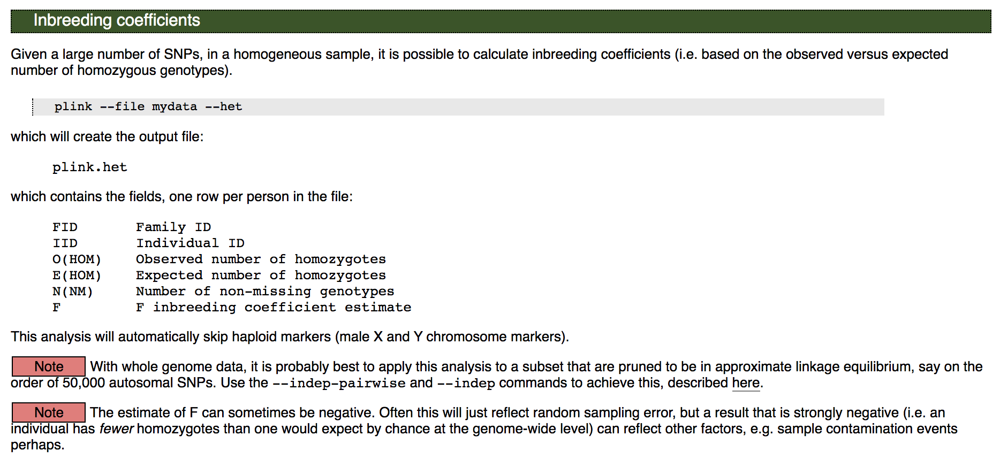 Inbreeding coefficients
Given a large number of SNPs, in a homogeneous sample, it is possible to calculate inbreeding coefficients (i.e. based on the observed versus expected
number of homozygous genotypes).
plink --file mydata --het
which will create the output file:
plink.het
which contains the fields, one row per person in the file:
FID Family ID
IID Individual ID
O(HOM) Observed number of homozygotes
E(HOM) Expected number of homozygotes
N(NM) Number of non-missing genotypes
F F inbreeding coefficient estimate
This analysis will automatically skip haploid markers (male X and Y chromosome markers).
Note With whole genome data, it is probably best to apply this analysis to a subset that are pruned to be in approximate linkage equilibrium, say on the
order of 50,000 autosomal SNPs. Use the --indep-pairwise and --indep commands to achieve this, described here.
Note The estimate of F can sometimes be negative. Often this will just reflect random sampling error, but a result that is strongly negative (i.e. an
individual has fewer homozygotes than one would expect by chance at the genome-wide level) can reflect other factors, e.g. sample contamination events
perhaps.